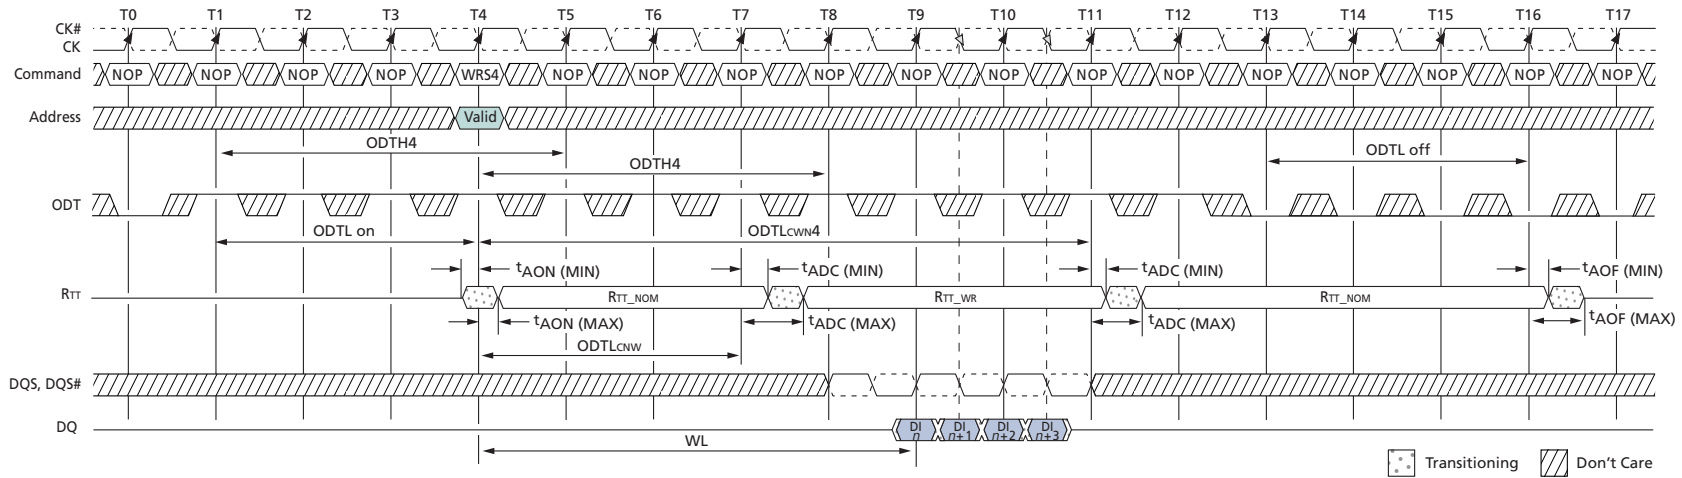 T0 T1 T2 T3 T4 T5 T6 T7 T8 T9 T10 T11 T12 T13 T14 T15 T16 T17
CK#
CK
Command NOP NOP NOP NOP WRS4 NOP NOP NOP NOP NOP NOP NOP NOP NOP NOP NOP NOP NOP
Address Valid
ODTH4 ODTL off
ODTH4
ODT
ODTL on ODTLCWN4
tAON (MIN) tADC (MIN) tADC (MIN) tAOF (MIN)
RTT RTT_NOM RTT_WR RTT_NOM
tAON (MAX) tADC (MAX) tADC (MAX) tAOF (MAX)
ODTLCNW
DQS, DQS#
DQ DI n DI n+1 DI n+2 DI n+3
WL
Transitioning Don't Care